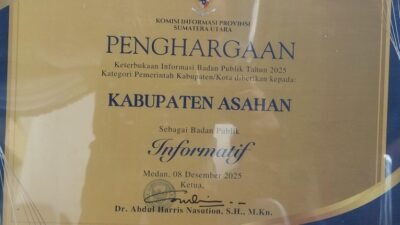 KOMISI INFORMASI PROVINSI
SUMATERA UTARA
PENGHARGAAN
Keterbukaan Informasi Badan Publik Tahun 2025
Kategori Pemerintah Kabupaten/Kota diberikan kepada:
KABUPATEN ASAHAN
Sebagai Badan Publik
Informatif
Medan, 08 Desember 2025
Ketua,
Dr. Abdul Harris Nasution, S.H., M.Kn.